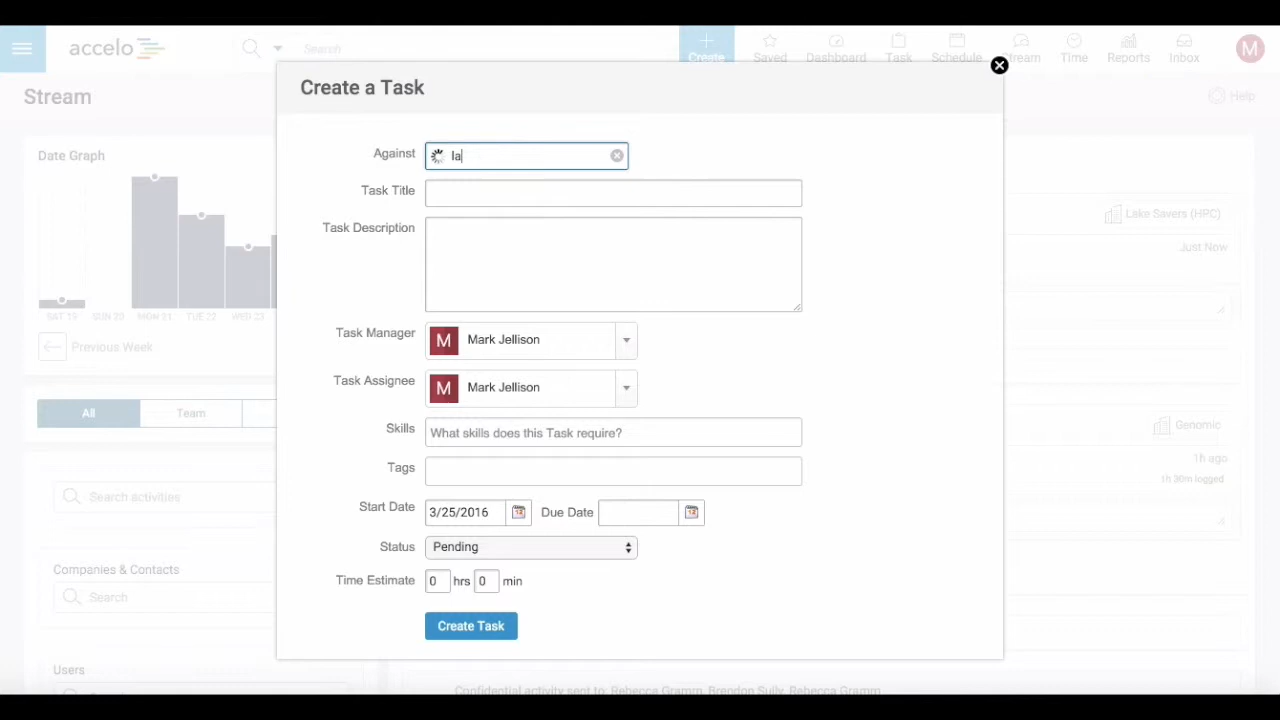 accelo
Search
Create
Saved
Dashboard
Task
Schedule
Stream
Time
Reports
Inbox
M
Stream
Help
Create a Task
Date Graph
SAT 19
SUN 20
MON 21
TUE 22
WED 23
Previous Week
All
Team
Search activities
Companies & Contacts
Search
Users
Against
la
Task Title
Task Description
Task Manager
M
Mark Jellison
Task Assignee
M
Mark Jellison
Skills
What skills does this Task require?
Tags
Start Date
3/25/2016
Due Date
Status
Pending
Time Estimate
0 hrs 0 min
Create Task
Lake Savers (HPC)
Just Now
Genomic
1h ago
1h 30m logged
Confidential activity sent to: Rebecca Gramm, Brendon Sully, Rebecca Gramm